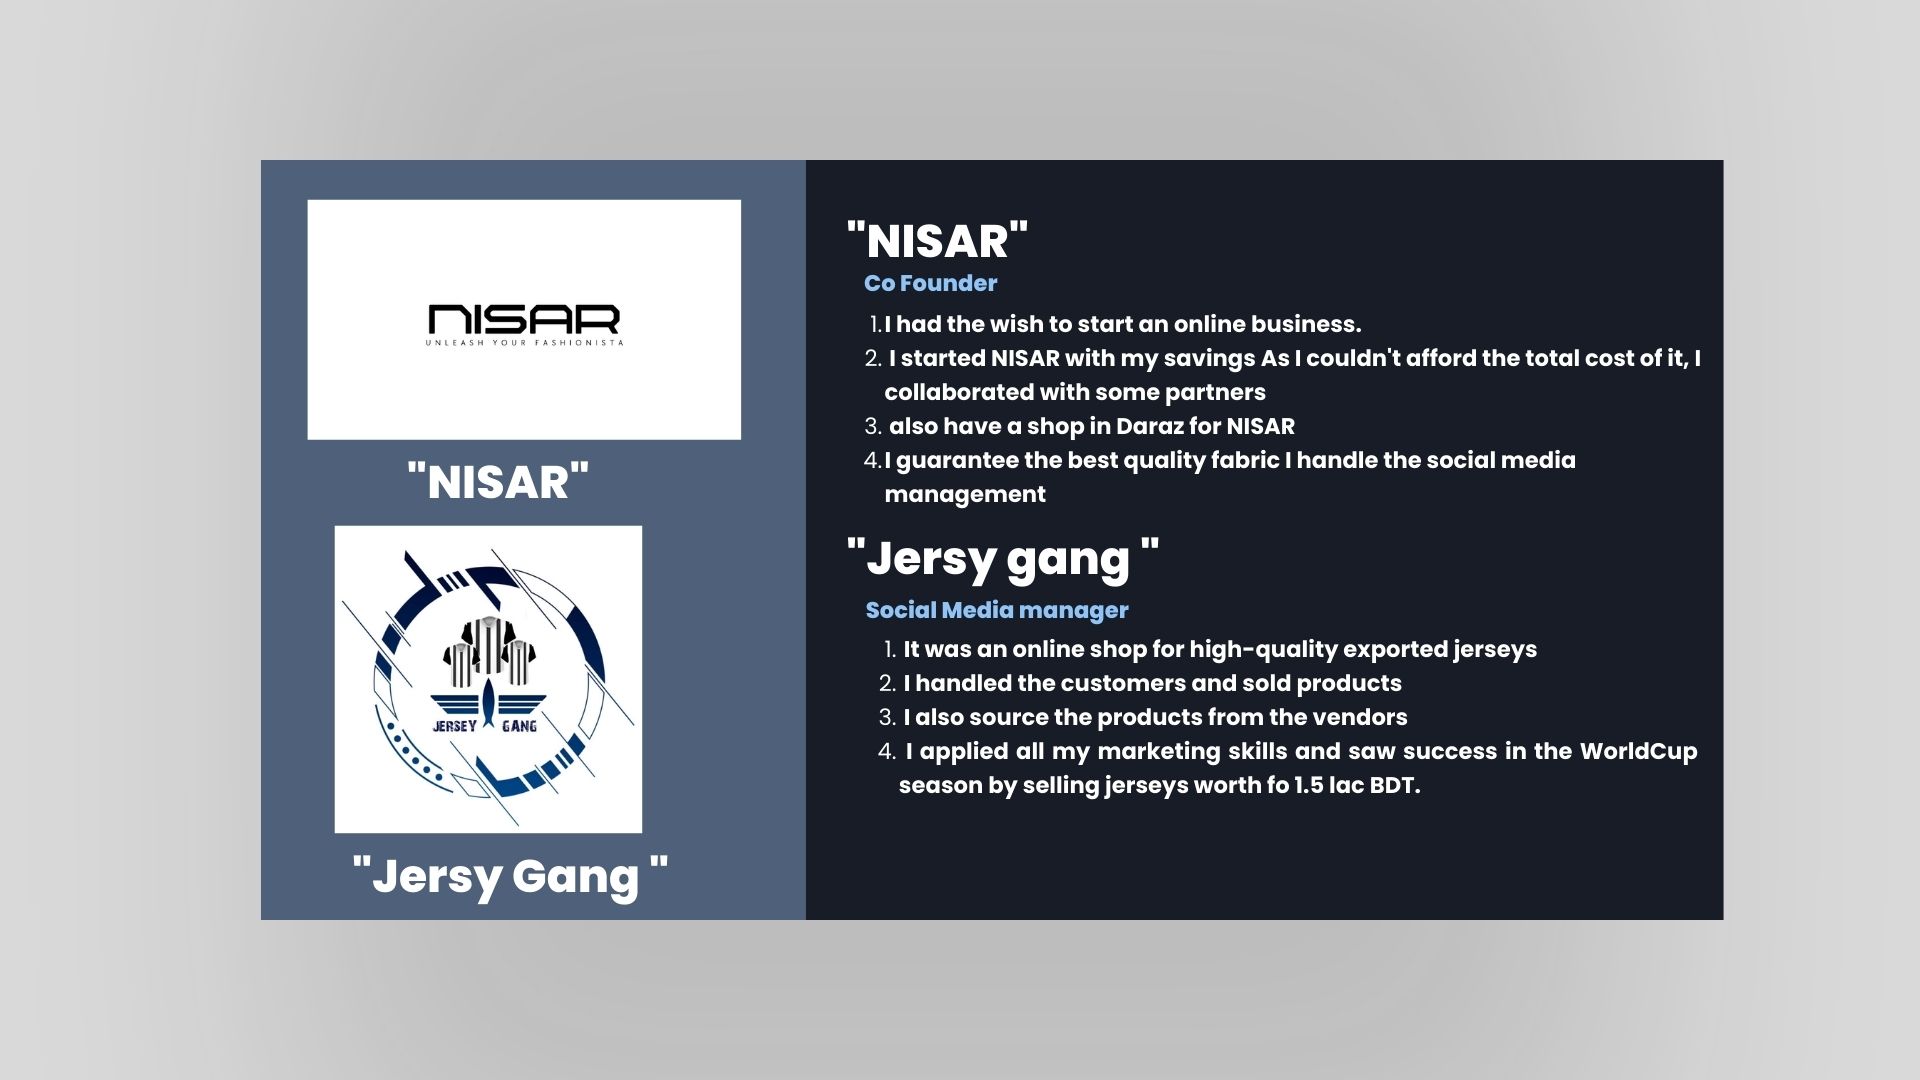 NISAR
UNLEASH YOUR FASHIONISTA
"NISAR"
JERSEY GANG
"Jersy Gang "
"NISAR"
Co Founder
1. I had the wish to start an online business.
2. I started NISAR with my savings As I couldn't afford the total cost of it, I
collaborated with some partners
3. also have a shop in Daraz for NISAR
4. I guarantee the best quality fabric I handle the social media
management
"Jersy gang "
Social Media manager
1. It was an online shop for high-quality exported jerseys
2. I handled the customers and sold products
3. I also source the products from the vendors
4. I applied all my marketing skills and saw success in the WorldCup
season by selling jerseys worth fo 1.5 lac BDT.